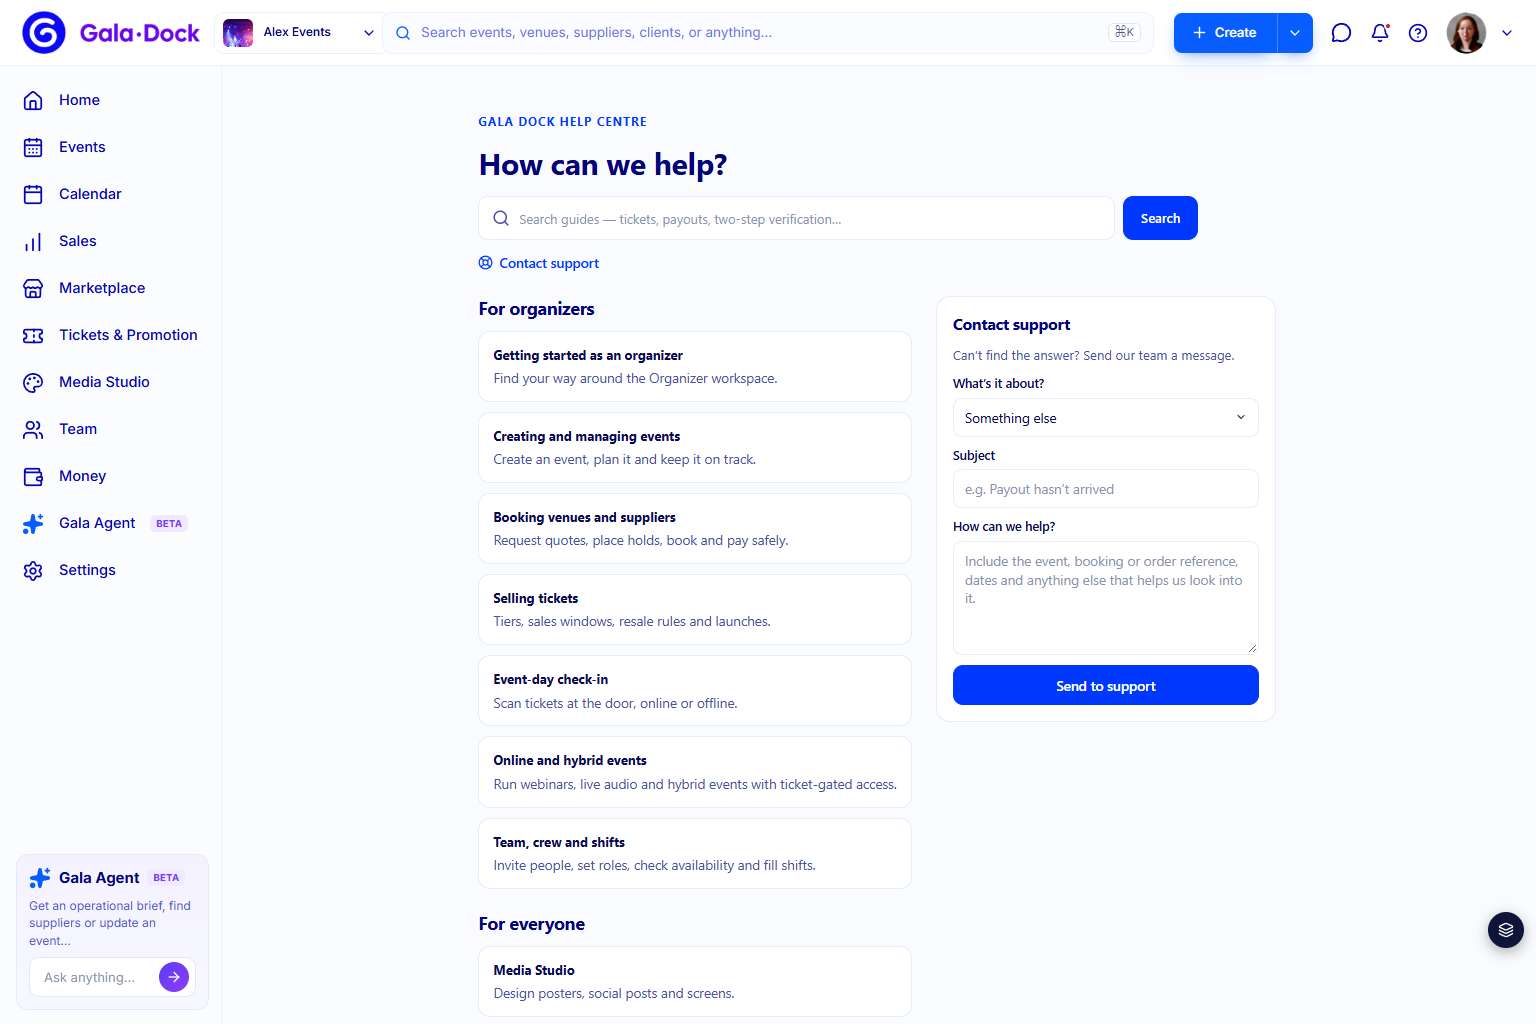 Gala·Dock
Alex Events
Search events, venues, suppliers, clients, or anything...
⌘K
Create
Home
Events
Calendar
Sales
Marketplace
Tickets & Promotion
Media Studio
Team
Money
Gala Agent BETA
Settings
Gala Agent BETA
Get an operational brief, find
suppliers or update an
event...
Ask anything...
GALA DOCK HELP CENTRE
How can we help?
Search guides — tickets, payouts, two-step verification...
Search
Contact support
For organizers
Getting started as an organizer
Find your way around the Organizer workspace.
Creating and managing events
Create an event, plan it and keep it on track.
Booking venues and suppliers
Request quotes, place holds, book and pay safely.
Selling tickets
Tiers, sales windows, resale rules and launches.
Event-day check-in
Scan tickets at the door, online or offline.
Online and hybrid events
Run webinars, live audio and hybrid events with ticket-gated access.
Team, crew and shifts
Invite people, set roles, check availability and fill shifts.
For everyone
Media Studio
Design posters, social posts and screens.
Contact support
Can't find the answer? Send our team a message.
What's it about?
Something else
Subject
e.g. Payout hasn't arrived
How can we help?
Include the event, booking or order reference,
dates and anything else that helps us look into
it.
Send to support